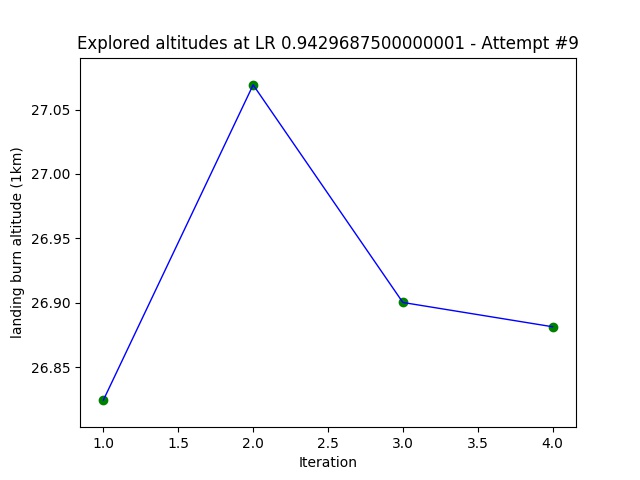 Explored altitudes at LR 0.9429687500000001 - Attempt #9
landing burn altitude (1km)
27.05
27.00
26.95
26.90
26.85
1.0 1.5 2.0 2.5 3.0 3.5 4.0
Iteration